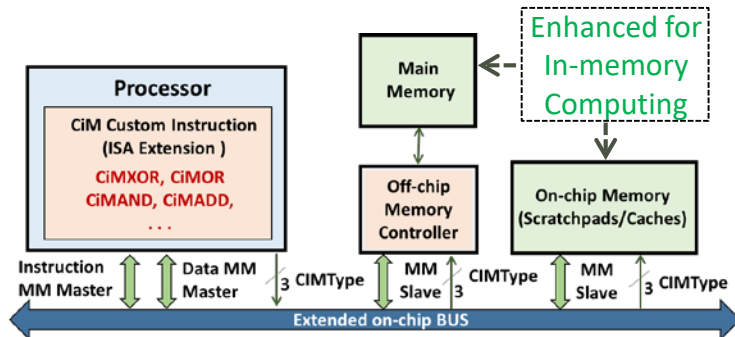 Processor
CiM Custom Instruction
(ISA Extension )
CiMXOR, CiMOR
CiMAND, CiMADD,
. . .
Main
Memory
Enhanced for
In-memory
Computing
Off-chip
Memory
Controller
On-chip Memory
(Scratchpads/Caches)
Instruction
MM Master
Data MM
Master
3
CIMType
MM
Slave
3
CIMType
MM
Slave
3
CIMType
Extended on-chip BUS